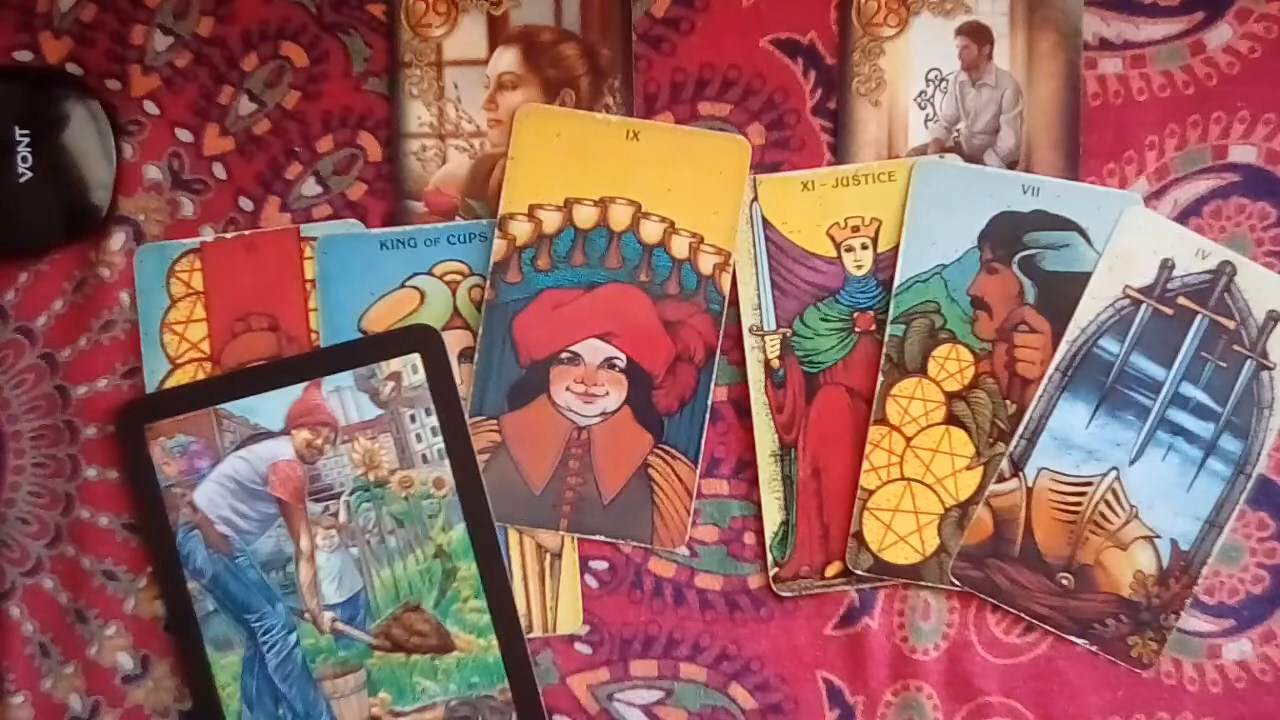 29
28
VONT
IX
XI - JUSTICE
VII
KING OF CUPS
IV